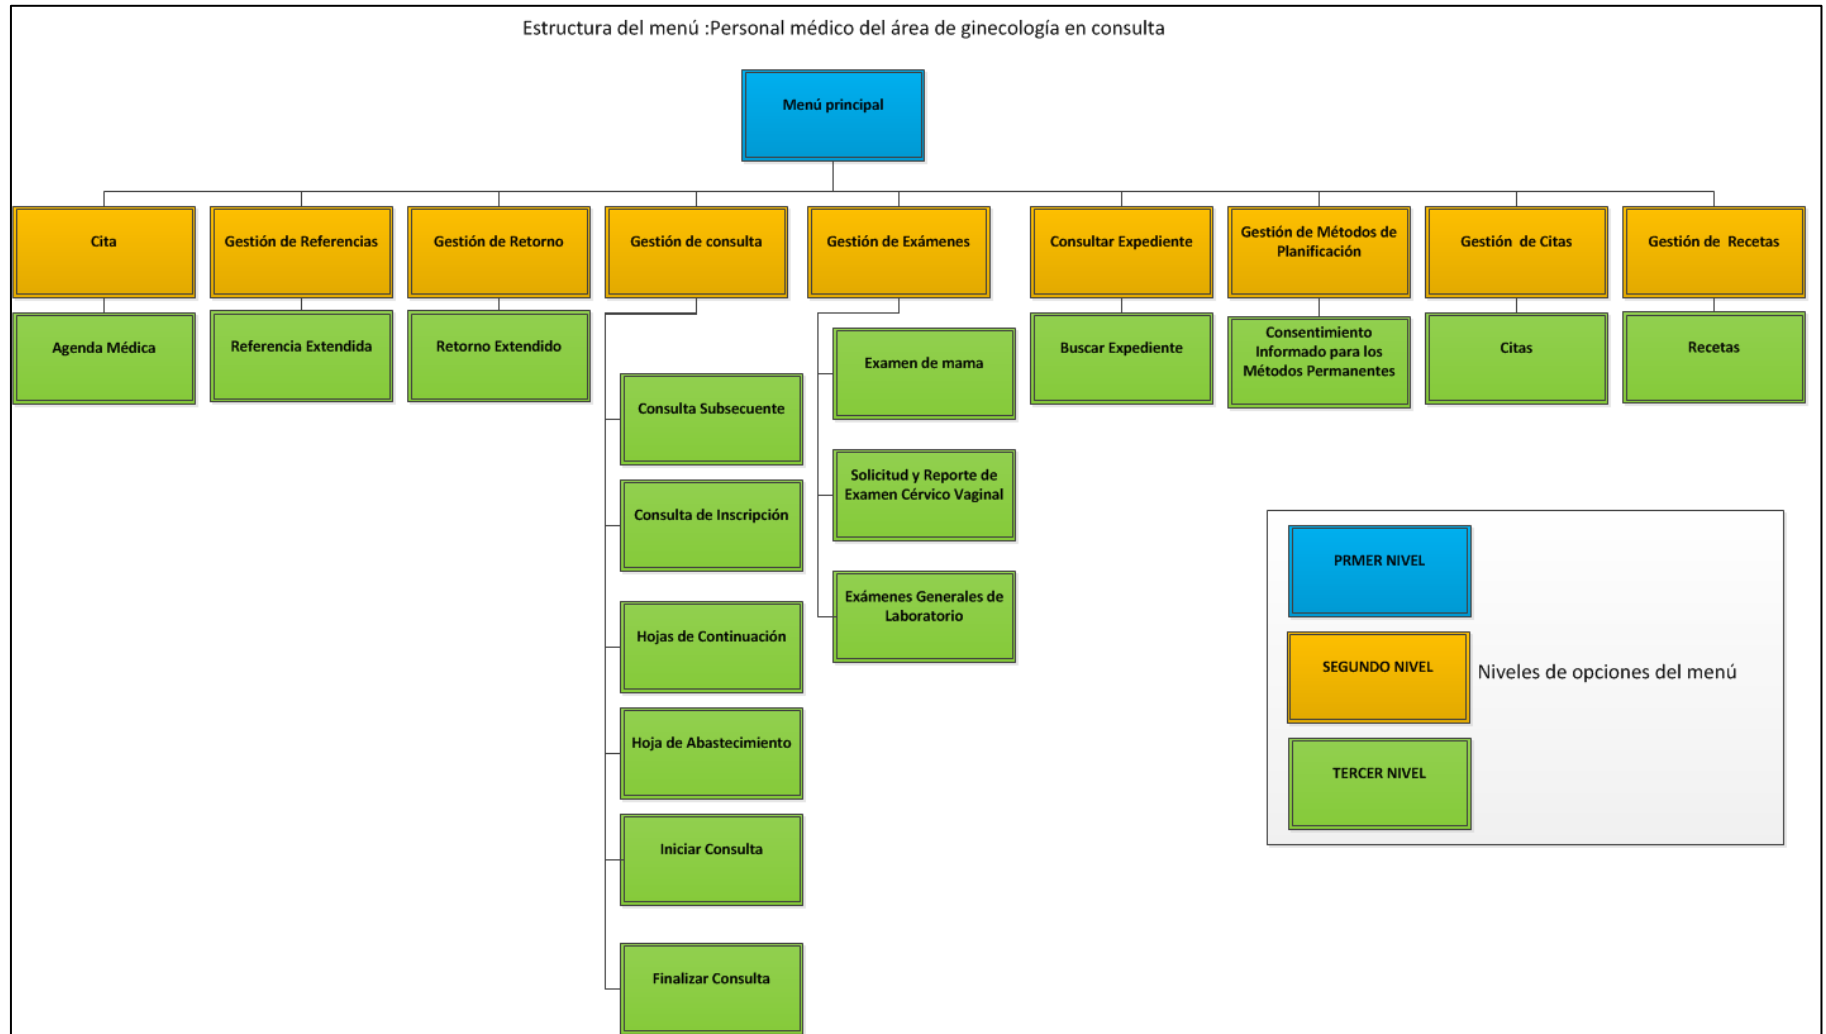 Estructura del menú :Personal médico del área de ginecología en consulta
Menú principal
Cita
Gestión de Referencias
Gestión de Retorno
Gestión de consulta
Gestión de Exámenes
Consultar Expediente
Gestión de Métodos de
Planificación
Gestión de Citas
Gestión de Recetas
Agenda Médica
Referencia Extendida
Retorno Extendido
Consulta Subsecuente
Consulta de Inscripción
Hojas de Continuación
Hoja de Abastecimiento
Iniciar Consulta
Finalizar Consulta
Examen de mama
Solicitud y Reporte de
Examen Cérvico Vaginal
Exámenes Generales de
Laboratorio
Buscar Expediente
Consentimiento
Informado para los
Métodos Permanentes
Citas
Recetas
PRMER NIVEL
SEGUNDO NIVEL
Niveles de opciones del menú
TERCER NIVEL